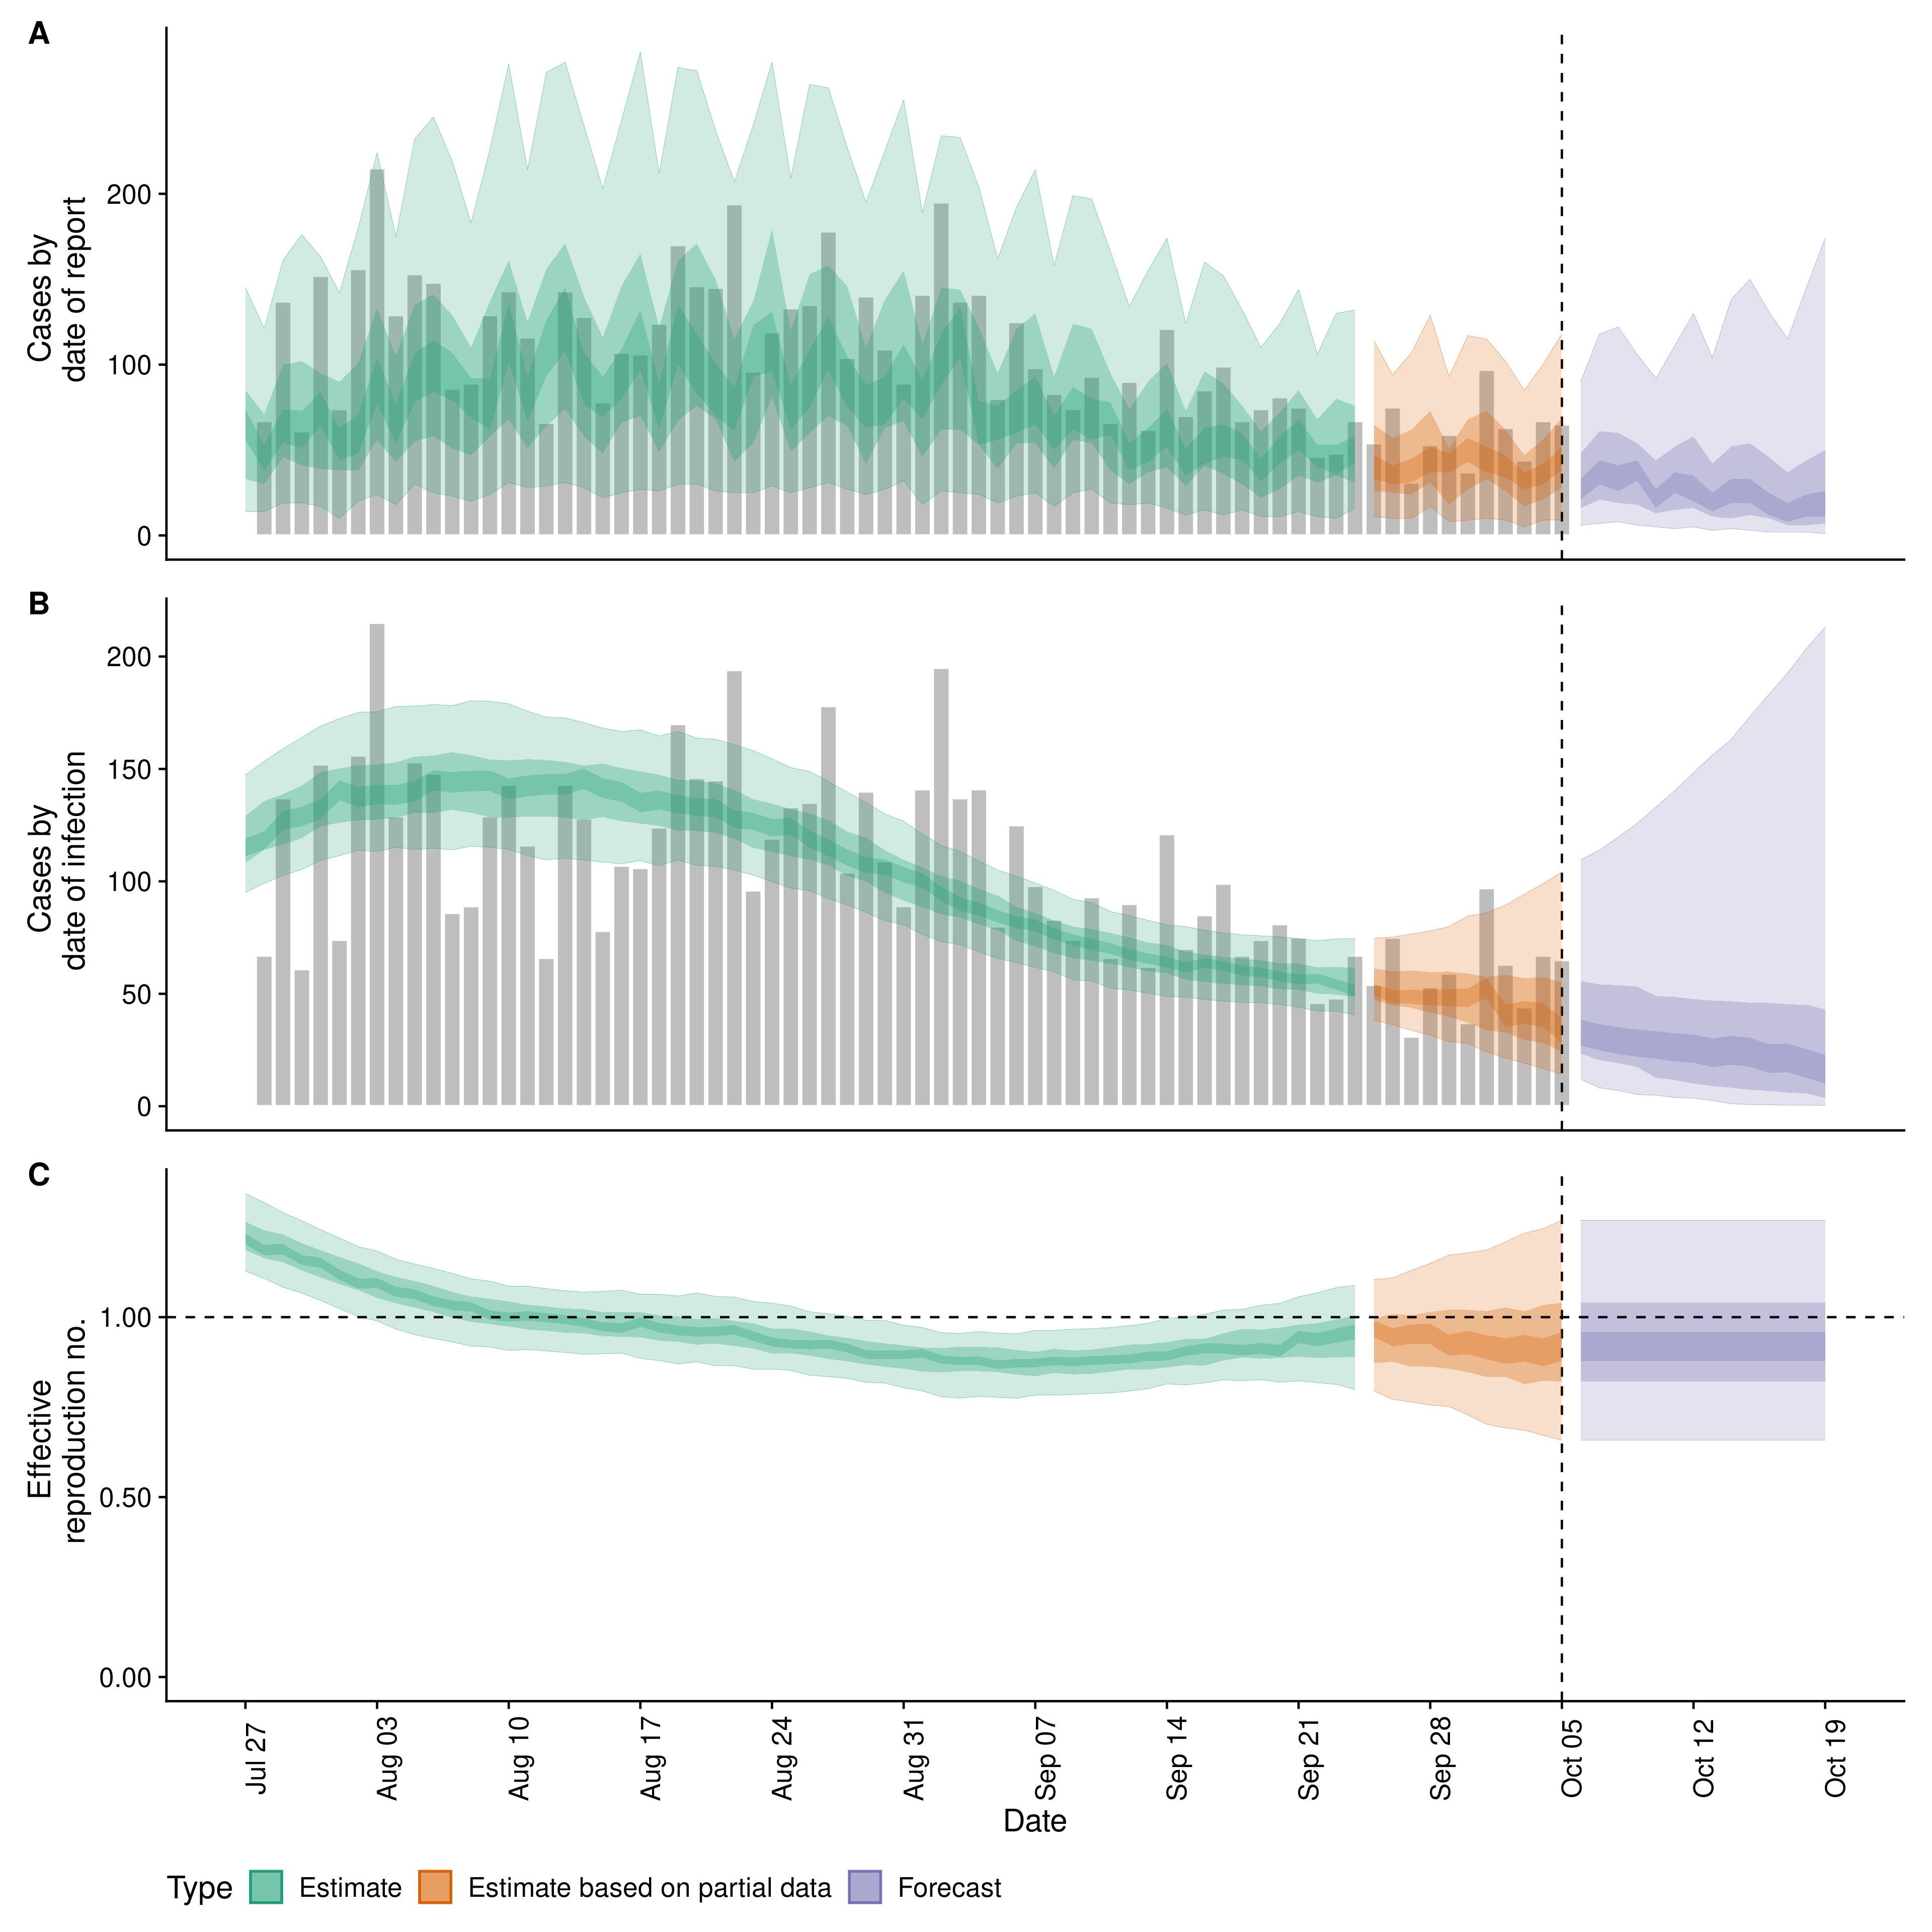 A
Cases by
date of report
200
100
0
B
Cases by
date of infection
200
150
100
50
0
C
Effective
reproduction no.
1.00
0.50
0.00
Jul 27
Aug 03
Aug 10
Aug 17
Aug 24
Aug 31
Sep 07
Sep 14
Sep 21
Sep 28
Oct 05
Oct 12
Oct 19
Date
Type Estimate Estimate based on partial data Forecast